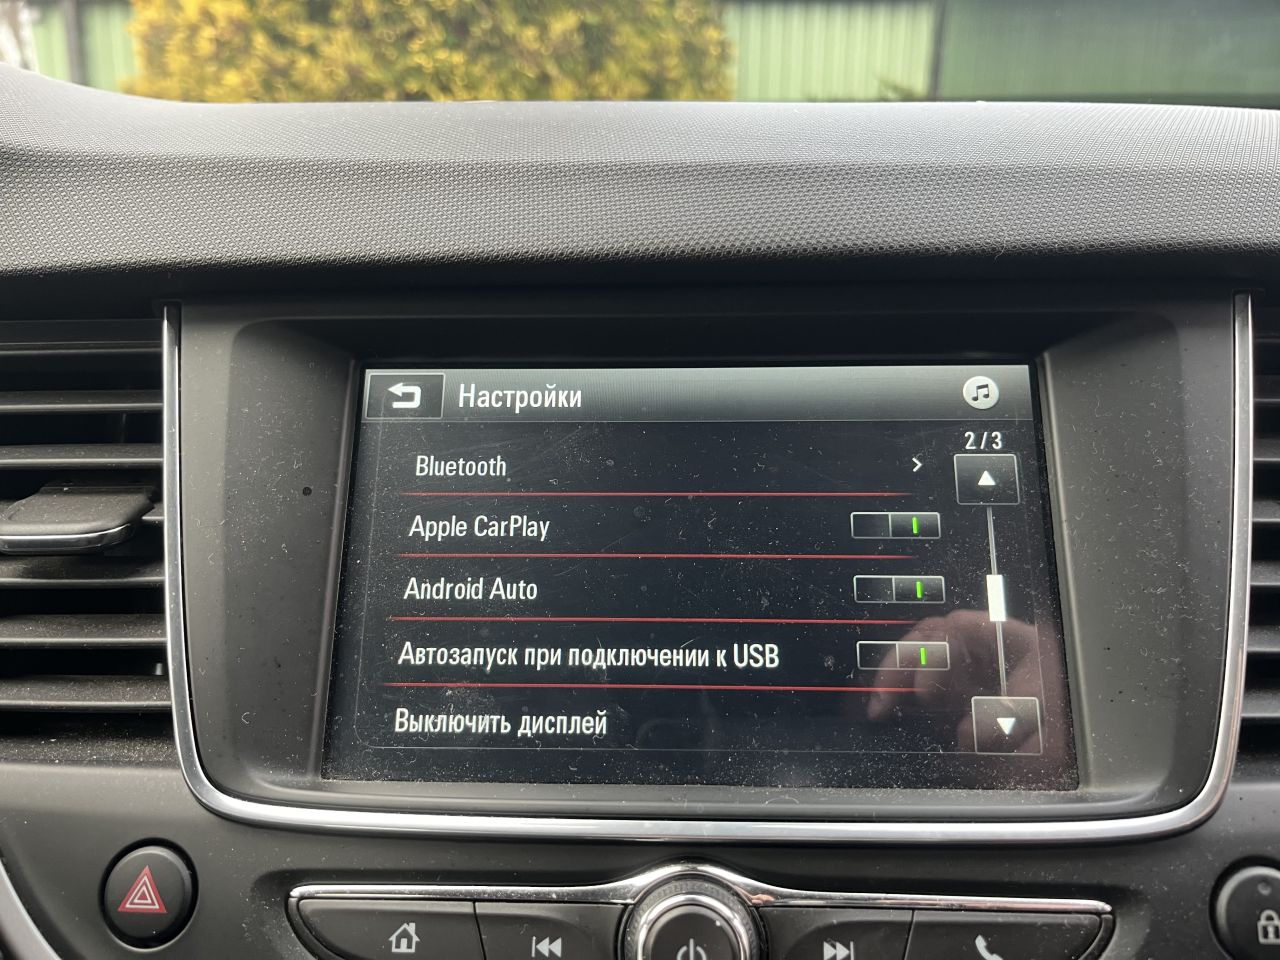 Настройки
2/3
Bluetooth
Apple CarPlay
Android Auto
Автозапуск при подключении к USB
Выключить дисплей